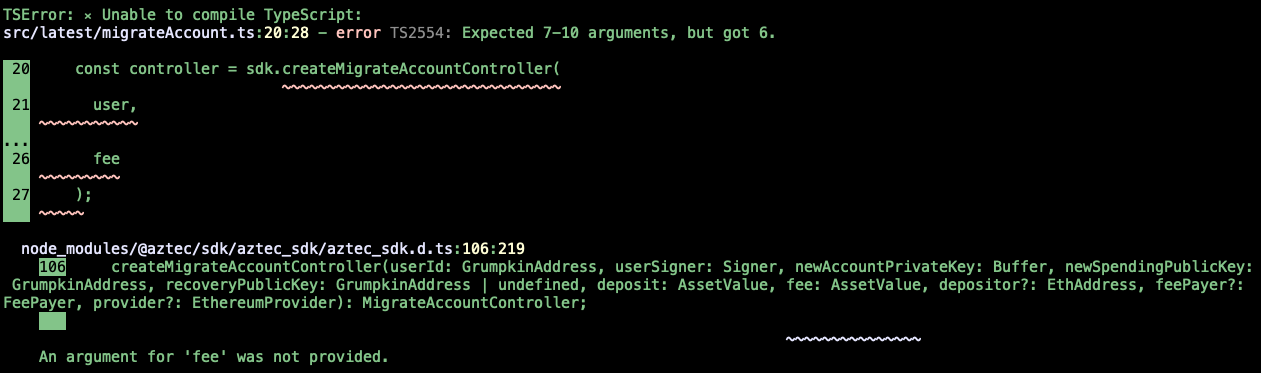 TSError: × Unable to compile TypeScript:
src/latest/migrateAccount.ts:20:28 - error TS2554: Expected 7-10 arguments, but got 6.
20 const controller = sdk.createMigrateAccountController(
21 user,
...
26 fee
27 );
node_modules/@aztec/sdk/aztec_sdk/aztec_sdk.d.ts:106:219
106 createMigrateAccountController(userId: GrumpkinAddress, userSigner: Signer, newAccountPrivateKey: Buffer, newSpendingPublicKey:
GrumpkinAddress, recoveryPublicKey: GrumpkinAddress | undefined, deposit: AssetValue, fee: AssetValue, depositor?: EthAddress, feePayer?:
FeePayer, provider?: EthereumProvider): MigrateAccountController;
An argument for 'fee' was not provided.